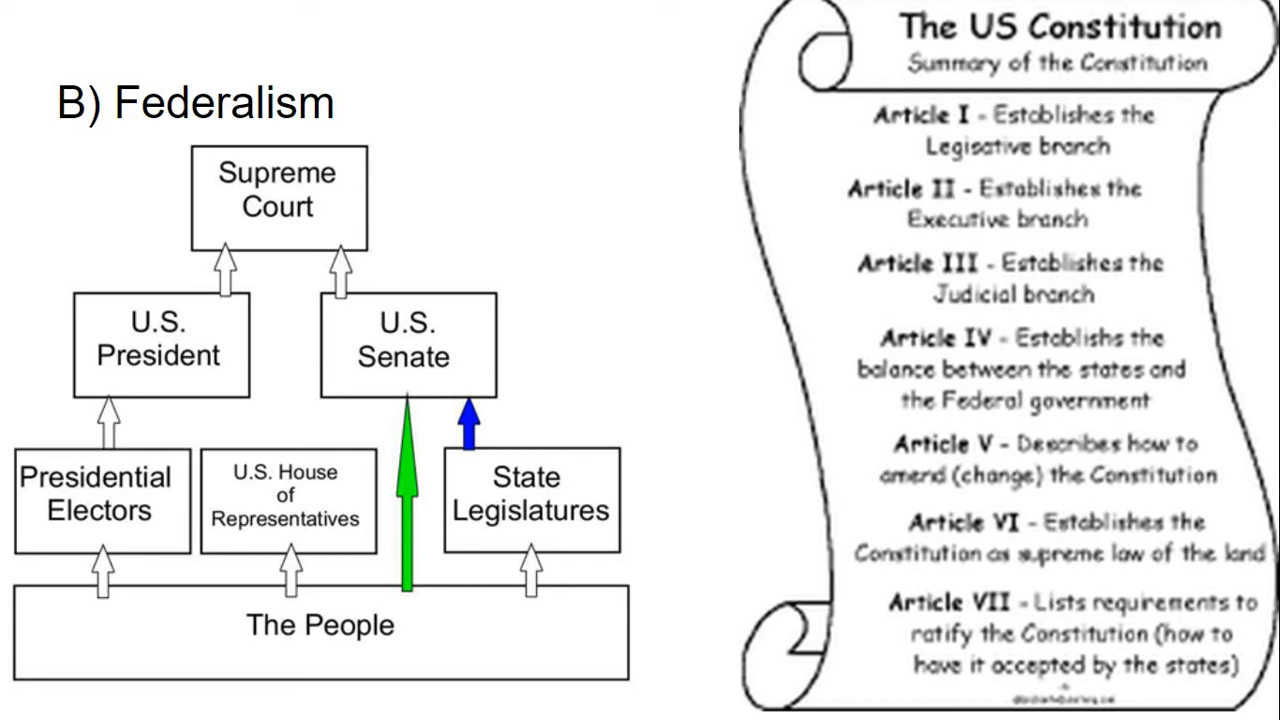 B) Federalism
Supreme
Court
U.S.
President
U.S.
Senate
Presidential
Electors
U.S. House
of
Representatives
State
Legislatures
The People
The US Constitution
Summary of the Constitution
Article I - Establishes the
Legisative branch
Article II - Establishes the
Executive branch
Article III - Establishes the
Judicial branch
Article IV - Establishs the
balance between the states and
the Federal government
Article V - Describes how to
amend (change) the Constitution
Article VI - Establishes the
Constitution as supreme law of the land
Article VII - Lists requirements to
ratify the Constitution (how to
have it accepted by the states)